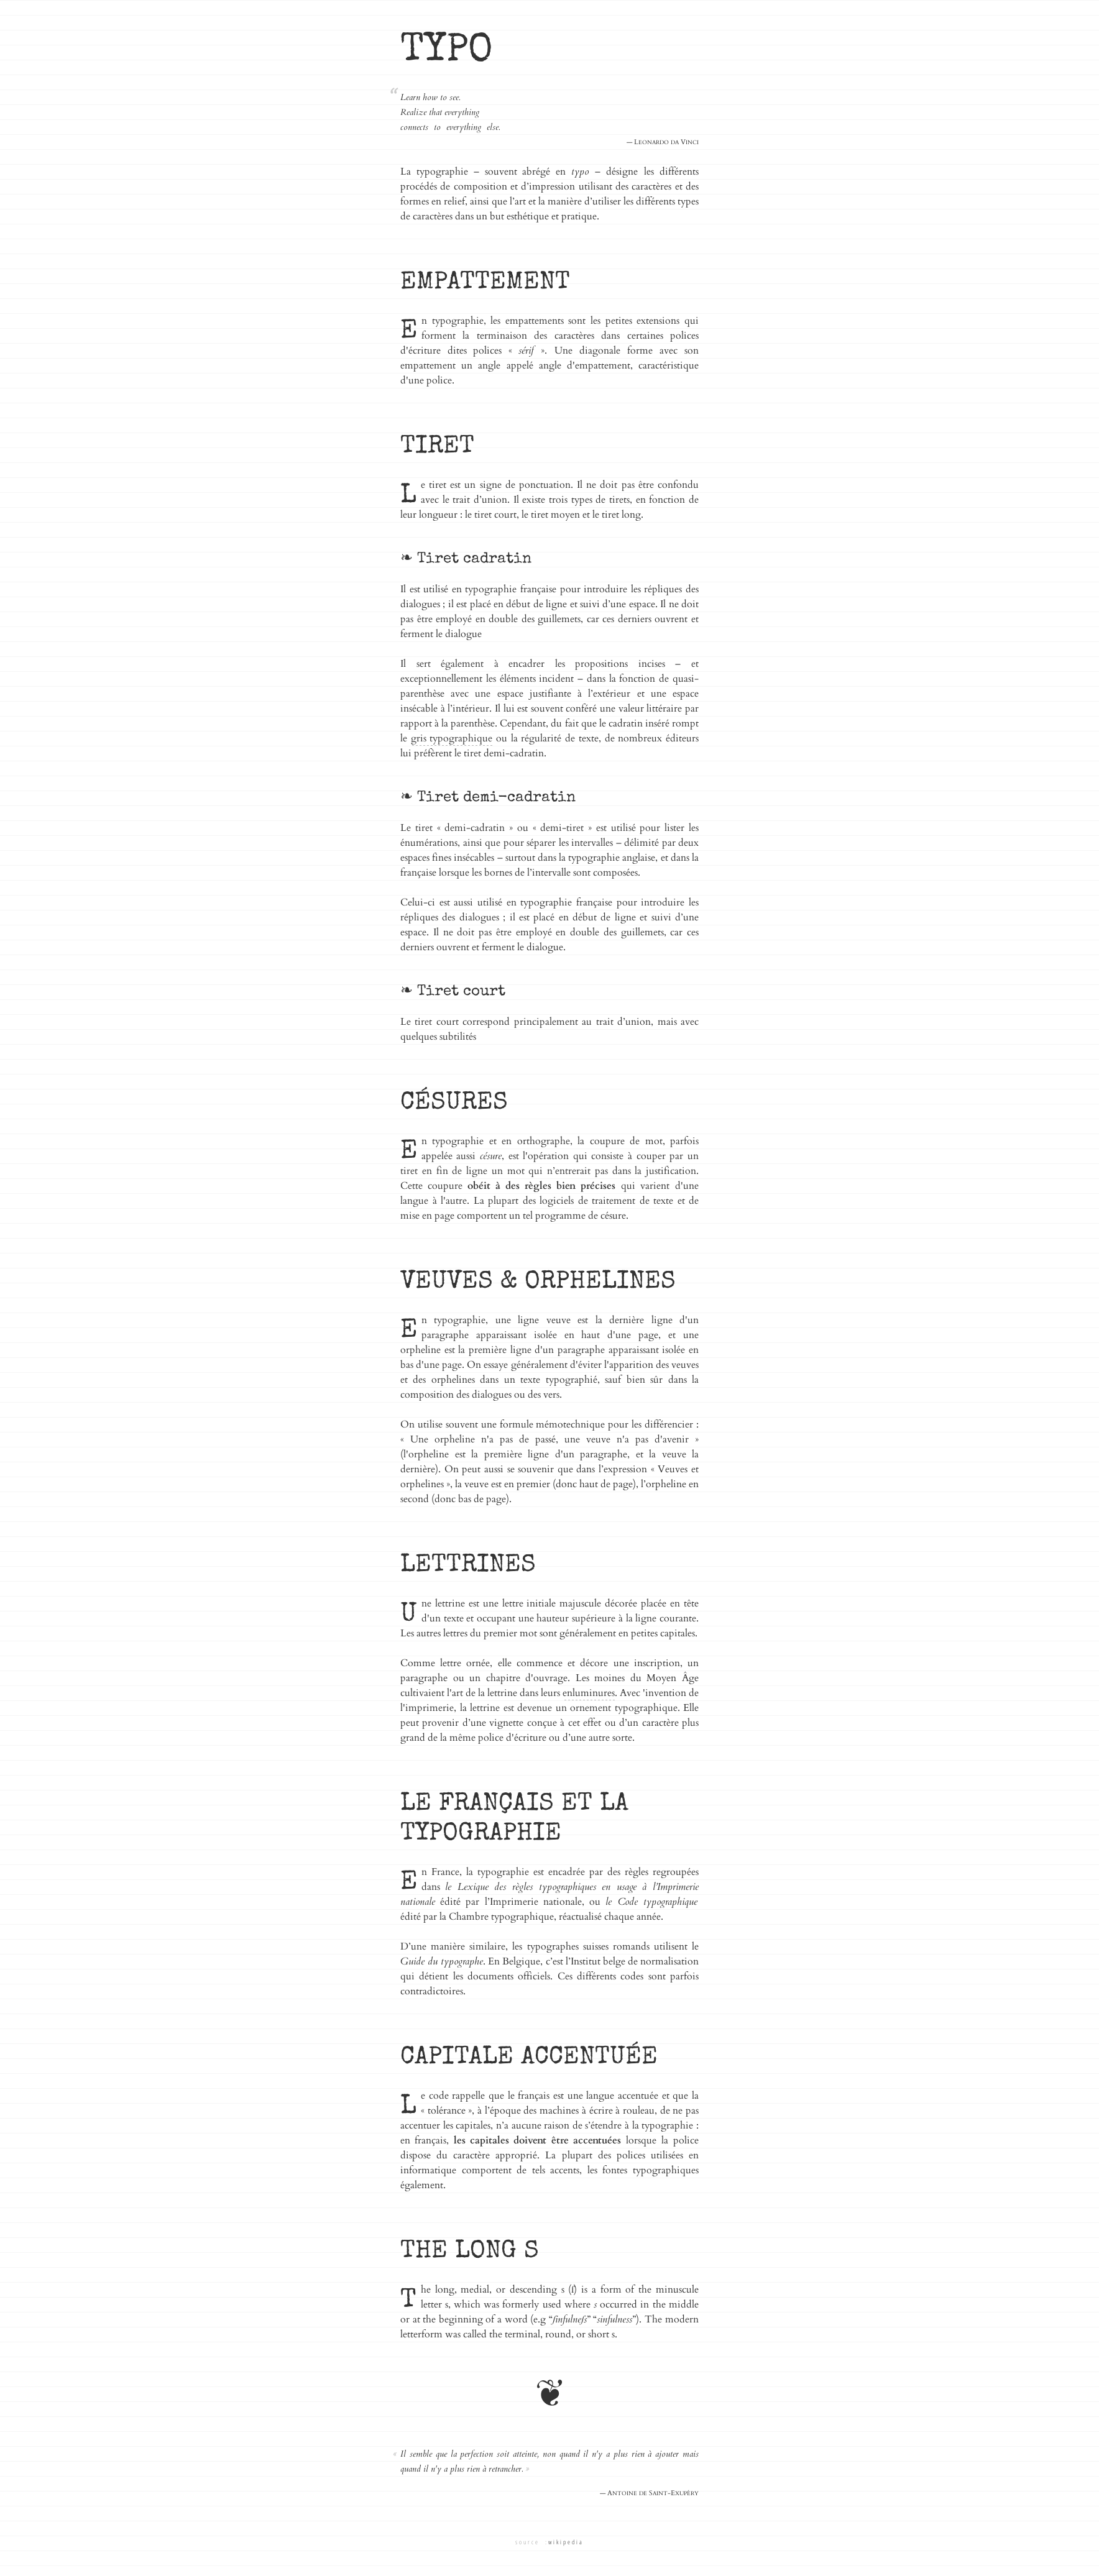 TYPO
“ Learn how to see.
Realize that everything
connects to everything else.
— Leonardo da Vinci
La typographie – souvent abrégé en typo – désigne les différents
procédés de composition et d’impression utilisant des caractères et des
formes en relief, ainsi que l’art et la manière d’utiliser les différents types
de caractères dans un but esthétique et pratique.
EMPATTEMENT
En typographie, les empattements sont les petites extensions qui
forment la terminaison des caractères dans certaines polices
d’écriture dites polices « sérif ». Une diagonale forme avec son
empattement un angle appelé angle d’empattement, caractéristique
d’une police.
TIRET
Le tiret est un signe de ponctuation. Il ne doit pas être confondu
avec le trait d’union. Il existe trois types de tirets, en fonction de
leur longueur : le tiret court, le tiret moyen et le tiret long.
❧ Tiret cadratin
Il est utilisé en typographie française pour introduire les répliques des
dialogues ; il est placé en début de ligne et suivi d’une espace. Il ne doit
pas être employé en double des guillemets, car ces derniers ouvrent et
ferment le dialogue
Il sert également à encadrer les propositions incises – et
exceptionnellement les éléments incident – dans la fonction de quasi-
parenthèse avec une espace justifiante à l’extérieur et une espace
insécable à l’intérieur. Il lui est souvent conféré une valeur littéraire par
rapport à la parenthèse. Cependant, du fait que le cadratin inséré rompt
le gris typographique ou la régularité de texte, de nombreux éditeurs
lui préfèrent le tiret demi-cadratin.
❧ Tiret demi-cadratin
Le tiret « demi-cadratin » ou « demi-tiret » est utilisé pour lister les
énumérations, ainsi que pour séparer les intervalles – délimité par deux
espaces fines insécables – surtout dans la typographie anglaise, et dans la
française lorsque les bornes de l’intervalle sont composées.
Celui-ci est aussi utilisé en typographie française pour introduire les
répliques des dialogues ; il est placé en début de ligne et suivi d’une
espace. Il ne doit pas être employé en double des guillemets, car ces
derniers ouvrent et ferment le dialogue.
❧ Tiret court
Le tiret court correspond principalement au trait d’union, mais avec
quelques subtilités
CÉSURES
En typographie et en orthographe, la coupure de mot, parfois
appelée aussi césure, est l'opération qui consiste à couper par un
tiret en fin de ligne un mot qui n’entrerait pas dans la justification.
Cette coupure obéit à des règles bien précises qui varient d'une
langue à l'autre. La plupart des logiciels de traitement de texte et de
mise en page comportent un tel programme de césure.
VEUVES & ORPHELINES
En typographie, une ligne veuve est la dernière ligne d'un
paragraphe apparaissant isolée en haut d'une page, et une
orpheline est la première ligne d'un paragraphe apparaissant isolée en
bas d'une page. On essaye généralement d'éviter l'apparition des veuves
et des orphelines dans un texte typographié, sauf bien sûr dans la
composition des dialogues ou des vers.
On utilise souvent une formule mémotechnique pour les différencier :
« Une orpheline n'a pas de passé, une veuve n'a pas d'avenir »
(l'orpheline est la première ligne d'un paragraphe, et la veuve la
dernière). On peut aussi se souvenir que dans l’expression « Veuves et
orphelines », la veuve est en premier (donc haut de page), l’orpheline en
second (donc bas de page).
LETTRINES
Une lettrine est une lettre initiale majuscule décorée placée en tête
d'un texte et occupant une hauteur supérieure à la ligne courante.
Les autres lettres du premier mot sont généralement en petites capitales.
Comme lettre ornée, elle commence et décore une inscription, un
paragraphe ou un chapitre d'ouvrage. Les moines du Moyen Âge
cultivaient l'art de la lettrine dans leurs enluminures. Avec 'invention de
l'imprimerie, la lettrine est devenue un ornement typographique. Elle
peut provenir d’une vignette conçue à cet effet ou d’un caractère plus
grand de la même police d'écriture ou d’une autre sorte.
LE FRANÇAIS ET LA
TYPOGRAPHIE
En France, la typographie est encadrée par des règles regroupées
dans le Lexique des règles typographiques en usage à l’Imprimerie
nationale édité par l’Imprimerie nationale, ou le Code typographique
édité par la Chambre typographique, réactualisé chaque année.
D’une manière similaire, les typographes suisses romands utilisent le
Guide du typographe. En Belgique, c’est l’Institut belge de normalisation
qui détient les documents officiels. Ces différents codes sont parfois
contradictoires.
CAPITALE ACCENTUÉE
Le code rappelle que le français est une langue accentuée et que la
« tolérance », à l’époque des machines à écrire à rouleau, de ne pas
accentuer les capitales, n’a aucune raison de s’étendre à la typographie :
en français, les capitales doivent être accentuées lorsque la police
dispose du caractère approprié. La plupart des polices utilisées en
informatique comportent de tels accents, les fontes typographiques
également.
THE LONG S
The long, medial, or descending s (ſ) is a form of the minuscule
letter s, which was formerly used where s occurred in the middle
or at the beginning of a word (e.g “ſinfulneſs” “sinfulness”). The modern
letterform was called the terminal, round, or short s.
❦
« Il semble que la perfection soit atteinte, non quand il n’y a plus rien à ajouter mais
quand il n’y a plus rien à retrancher. »
— Antoine de Saint-Exupéry
source wikipedia